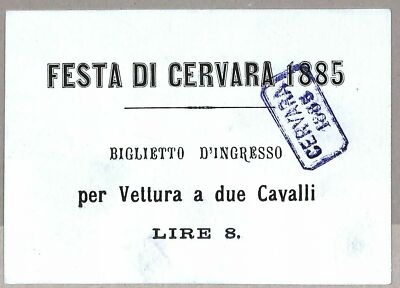 FESTA DI CERVARA 1885
CERVARA
1885
BIGLIETTO D'INGRESSO
per Vettura a due Cavalli
LIRE 8.